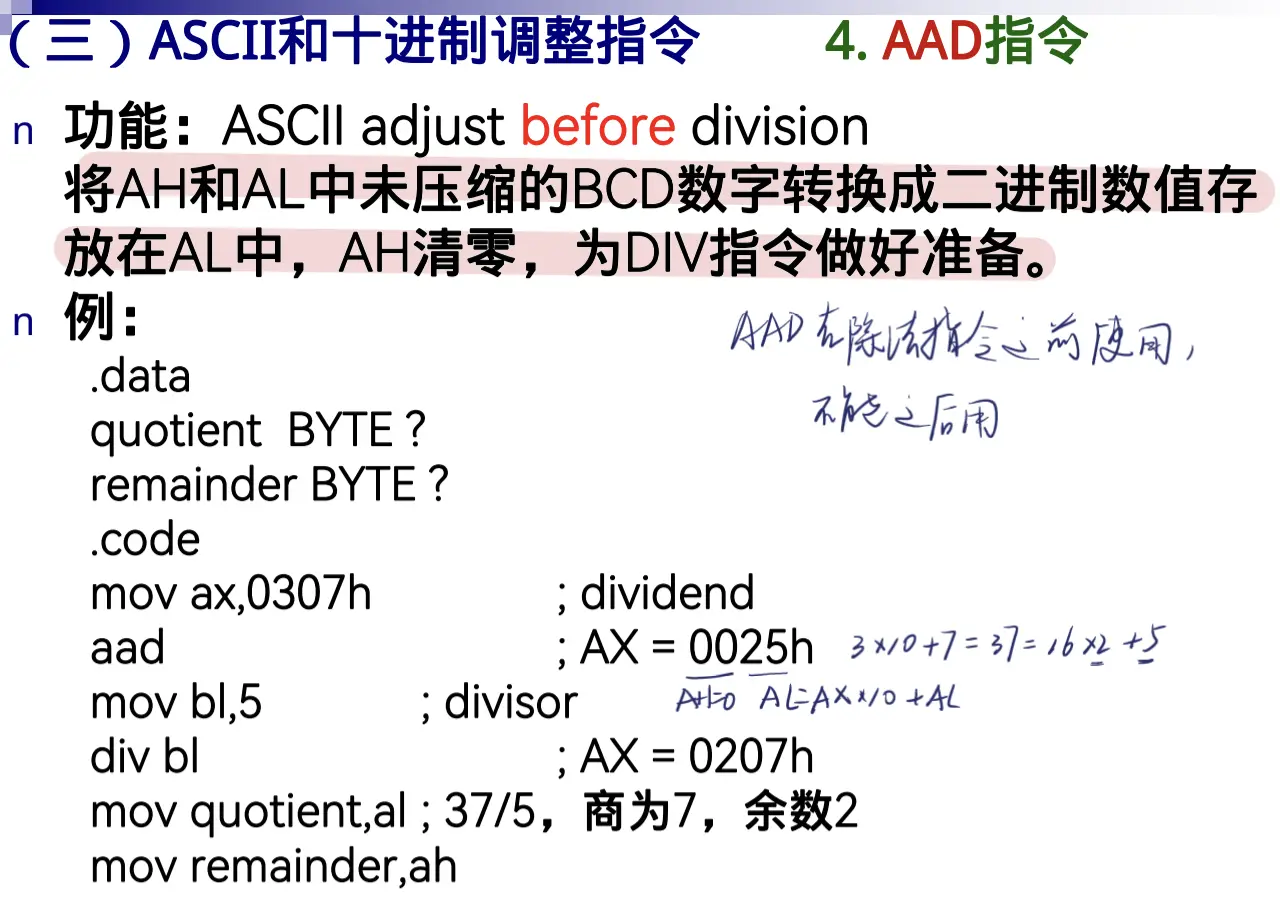 （三）ASCII和十进制调整指令 4. AAD指令
n 功能：ASCII adjust before division
将AH和AL中未压缩的BCD数字转换成二进制数值存
放在AL中，AH清零，为DIV指令做好准备。
n 例：
AAD在除法指令之前使用，
不能之后用
.data
quotient BYTE ?
remainder BYTE ?
.code
mov ax,0307h ; dividend
aad ; AX = 0025h 3×10+7=37=16×2+5
AH=0 AL=AX×10+AL
mov bl,5 ; divisor
div bl ; AX = 0207h
mov quotient,al ; 37/5，商为7，余数2
mov remainder,ah